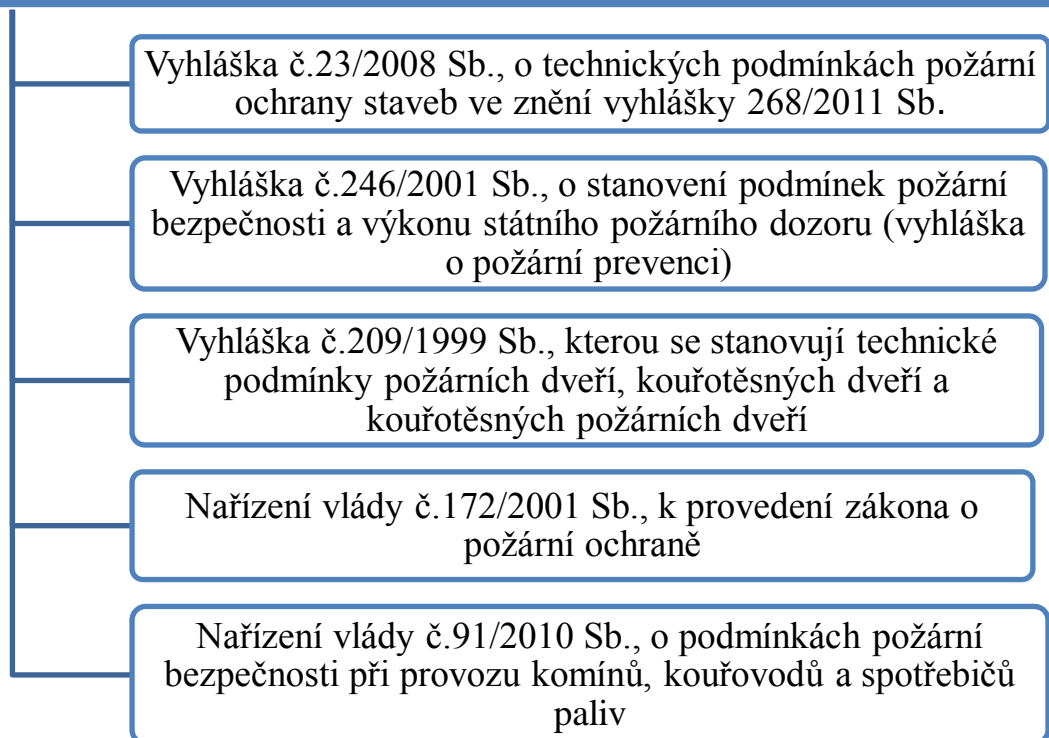 Vyhláška č.23/2008 Sb., o technických podmínkách požární
ochrany staveb ve znění vyhlášky 268/2011 Sb.
Vyhláška č.246/2001 Sb., o stanovení podmínek požární
bezpečnosti a výkonu státního požárního dozoru (vyhláška
o požární prevenci)
Vyhláška č.209/1999 Sb., kterou se stanovují technické
podmínky požárních dveří, kouřotěsných dveří a
kouřotěsných požárních dveří
Nařízení vlády č.172/2001 Sb., k provedení zákona o
požární ochraně
Nařízení vlády č.91/2010 Sb., o podmínkách požární
bezpečnosti při provozu komínů, kouřovodů a spotřebičů
paliv